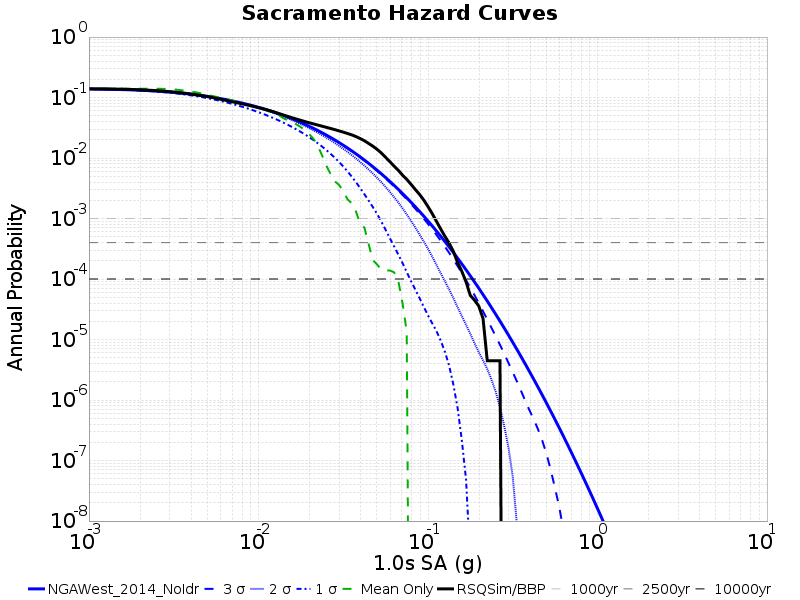 Sacramento Hazard Curves
Annual Probability
10^0
10^-1
10^-2
10^-3
10^-4
10^-5
10^-6
10^-7
10^-8
10^-3 10^-2 10^-1 10^0 10^1
1.0s SA (g)
NGAWest_2014_NoIdr 3 σ 2 σ 1 σ Mean Only RSQSim/BBP 1000yr 2500yr 10000yr